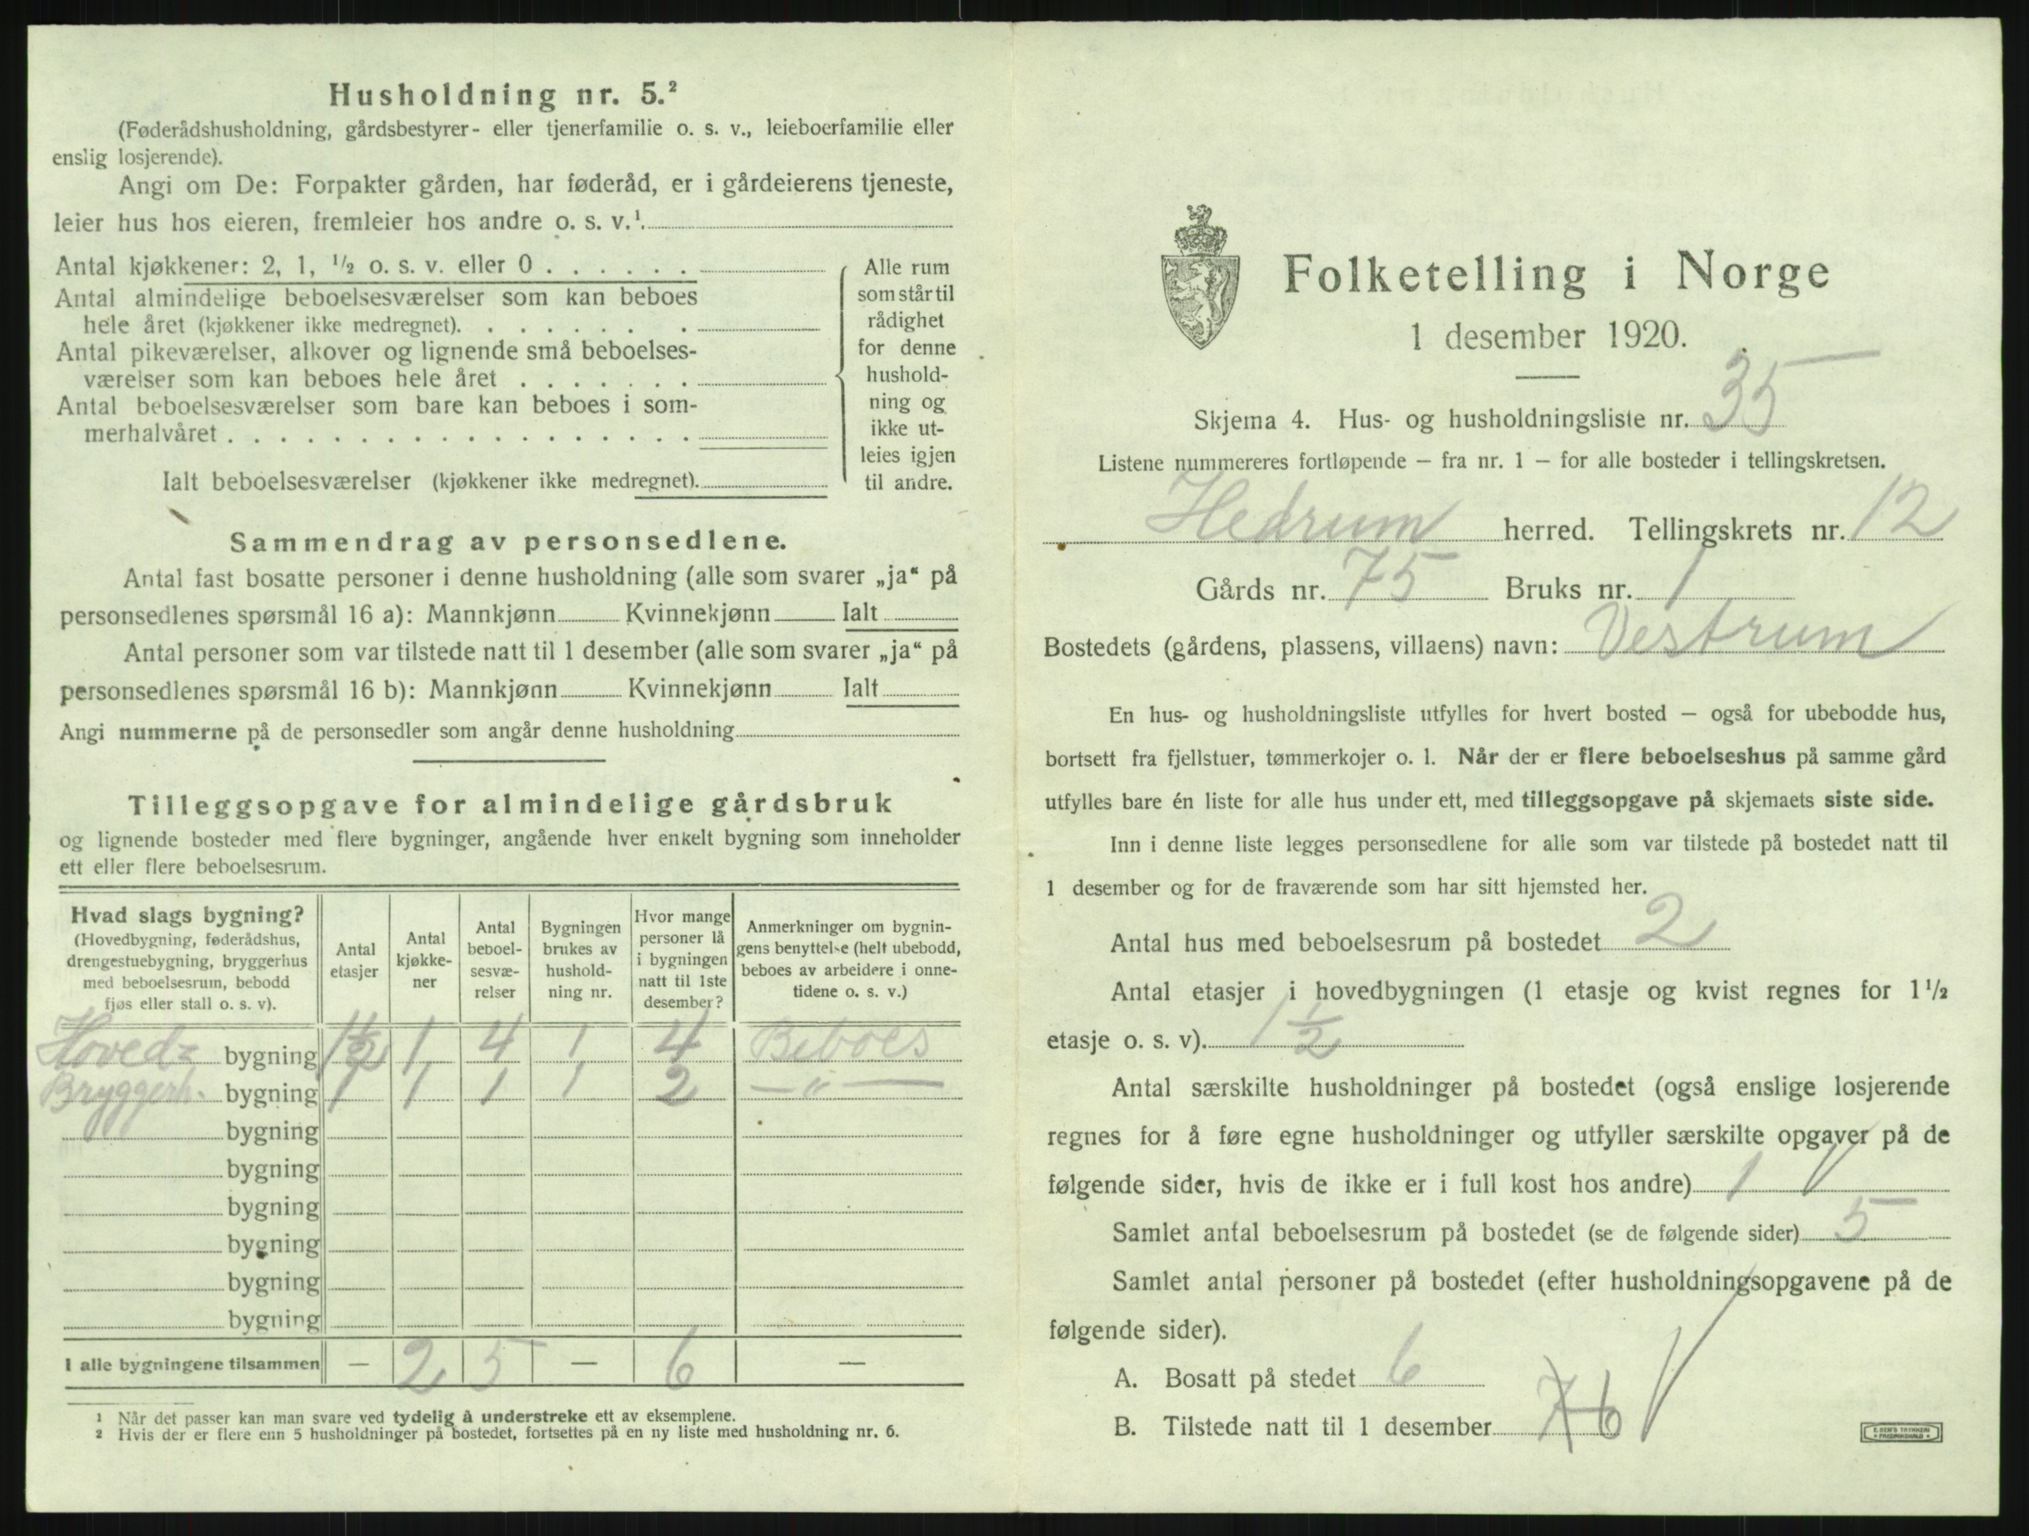 Husholdning nr. 5.²
(Føderådshusholdning, gårdsbestyrer- eller tjenerfamilie o. s. v., leieboerfamilie eller
enslig losjerende).
Angi om De: Forpakter gården, har føderåd, er i gårdeierens tjeneste,
leier hus hos eieren, fremleier hos andre o. s. v.¹.
Antal kjøkkener: 2, 1, ½ o. s. v. eller 0 . . . . . .
Antal almindelige beboelsesværelser som kan beboes
hele året (kjøkkener ikke medregnet). . . . . . . .
Antal pikeværelser, alkover og lignende små beboelses-
værelser som kan beboes hele året . . . . . . .
Antal beboelsesværelser som bare kan beboes i som-
merhalvåret . . . . . . . . . . . . . . . . . .
Ialt beboelsesværelser (kjøkkener ikke medregnet).
Alle rum
som står til
rådighet
for denne
hushold-
ning og
ikke ut-
leies igjen
til andre.
Sammendrag av personsedlene.
Antal fast bosatte personer i denne husholdning (alle som svarer „ja“ på
personsedlenes spørsmål 16 a): Mannkjønn Kvinnekjønn Ialt
Antal personer som var tilstede natt til 1 desember (alle som svarer „ja“ på
personsedlenes spørsmål 16 b): Mannkjønn Kvinnekjønn Ialt
Angi nummerne på de personsedler som angår denne husholdning
Tilleggsopgave for almindelige gårdsbruk
og lignende bosteder med flere bygninger, angående hver enkelt bygning som inneholder
ett eller flere beboelsesrum.
Hvad slags bygning?
(Hovedbygning, føderådshus,
drengestuebygning, bryggerhus
med beboelsesrum, bebodd
fjøs eller stall o. s. v).
Antal
etasjer
Antal
kjøkke-
ner
Antal
beboel-
sesvæ-
relser
Bygningen
brukes av
hushold-
ning nr.
Hvor mange
personer lå
i bygningen
natt til 1ste
desember?
Anmerkninger om bygnin-
gens benyttelse (helt ubebodd,
beboes av arbeidere i onne-
tidene o. s. v.)
Hoved= bygning 1½ 1 4 1 4 Beboes
Bryggerh. bygning 1 1 1 1 2 — „ —
bygning
bygning
bygning
bygning
bygning
bygning
I alle bygningene tilsammen — 2 5 — 6 —
¹ Når det passer kan man svare ved tydelig å understreke ett av eksemplene.
² Hvis der er flere enn 5 husholdninger på bostedet, fortsettes på en ny liste med husholdning nr. 6.
Folketelling i Norge
1 desember 1920.
Skjema 4. Hus- og husholdningsliste nr. 35
Listene nummereres fortløpende — fra nr. 1 — for alle bosteder i tellingskretsen.
Hedrum herred. Tellingskrets nr. 12
Gårds nr. 75 Bruks nr. 1
Bostedets (gårdens, plassens, villaens) navn: Vestrum
En hus- og husholdningsliste utfylles for hvert bosted — også for ubebodde hus,
bortsett fra fjellstuer, tømmerkojer o. l. Når der er flere beboelseshus på samme gård
utfylles bare én liste for alle hus under ett, med tilleggsopgave på skjemaets siste side.
Inn i denne liste legges personsedlene for alle som var tilstede på bostedet natt til
1 desember og for de fraværende som har sitt hjemsted her.
Antal hus med beboelsesrum på bostedet 2
Antal etasjer i hovedbygningen (1 etasje og kvist regnes for 1½
etasje o. s. v). 1½
Antal særskilte husholdninger på bostedet (også enslige losjerende
regnes for å føre egne husholdninger og utfyller særskilte opgaver på de
følgende sider, hvis de ikke er i full kost hos andre) 1
Samlet antal beboelsesrum på bostedet (se de følgende sider) 5
Samlet antal personer på bostedet (efter husholdningsopgavene på de
følgende sider).
A. Bosatt på stedet 6
B. Tilstede natt til 1 desember 7 6